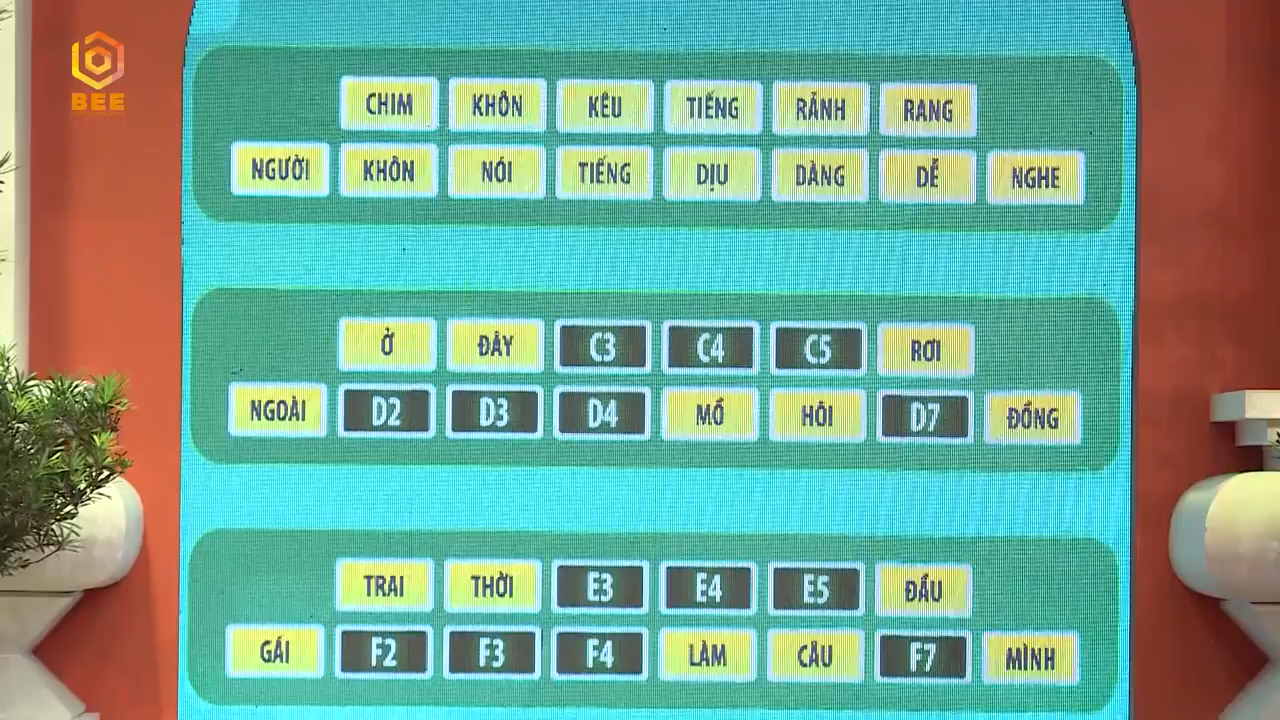 BEE
CHIM KHÔN KÊU TIẾNG RẢNH RANG
NGƯỜI KHÔN NÓI TIẾNG DỊU DÀNG DỄ NGHE
Ở ĐÂY C3 C4 C5 RƠI
NGOÀI D2 D3 D4 MỒ HÔI D7 ĐỒNG
TRAI THỜI E3 E4 E5 ĐẦU
GÁI F2 F3 F4 LÀM CÂU F7 MÌNH